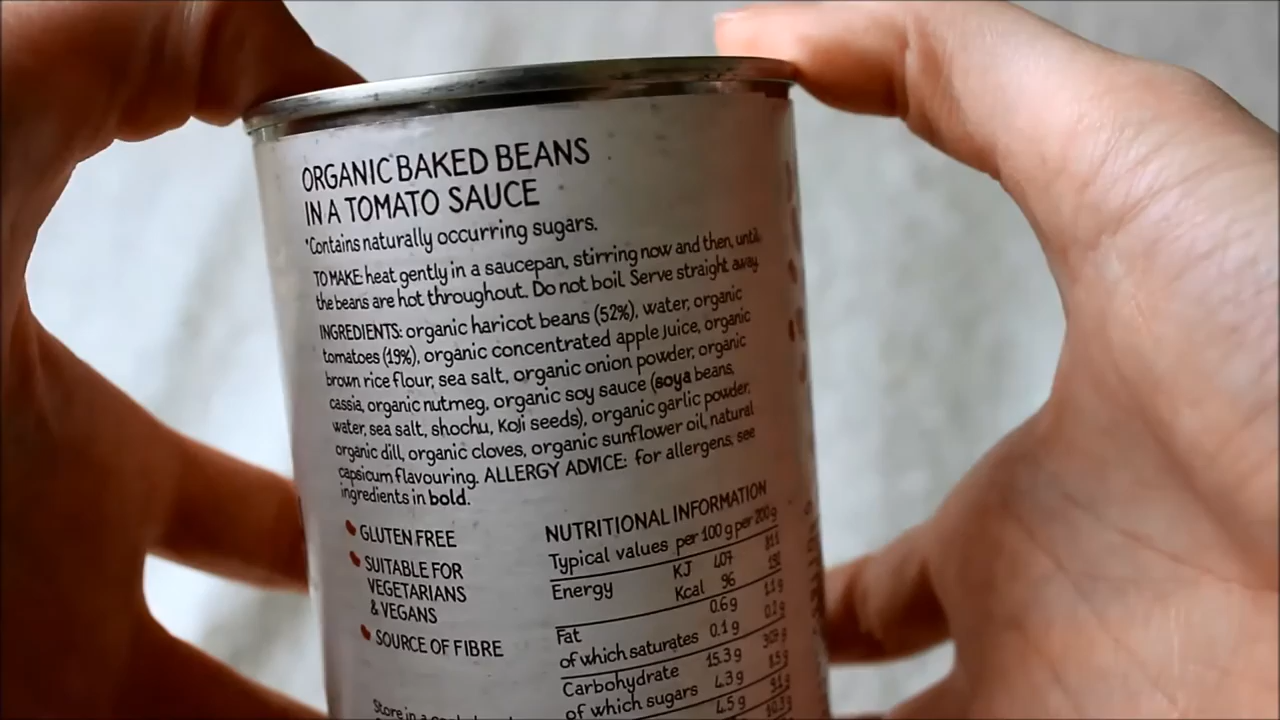 ORGANIC BAKED BEANS
IN A TOMATO SAUCE
*Contains naturally occurring sugars.
TO MAKE: heat gently in a saucepan, stirring now and then, until
the beans are hot throughout. Do not boil. Serve straight away.
INGREDIENTS: organic haricot beans (52%), water, organic
tomatoes (19%), organic concentrated apple juice, organic
brown rice flour, sea salt, organic onion powder, organic
cassia, organic nutmeg, organic soy sauce (soya beans,
water, sea salt, shochu, Koji seeds), organic garlic powder,
organic dill, organic cloves, organic sunflower oil, natural
capsicum flavouring. ALLERGY ADVICE: for allergens, see
ingredients in bold.
GLUTEN FREE
SUITABLE FOR
VEGETARIANS
& VEGANS
SOURCE OF FIBRE
NUTRITIONAL INFORMATION
Typical values per 100 g per 200g
Energy KJ 407
Kcal 96
Fat 0.6g
of which saturates 0.1g
Carbohydrate 15.3g
of which sugars 4.3g
4.5g
Store in a